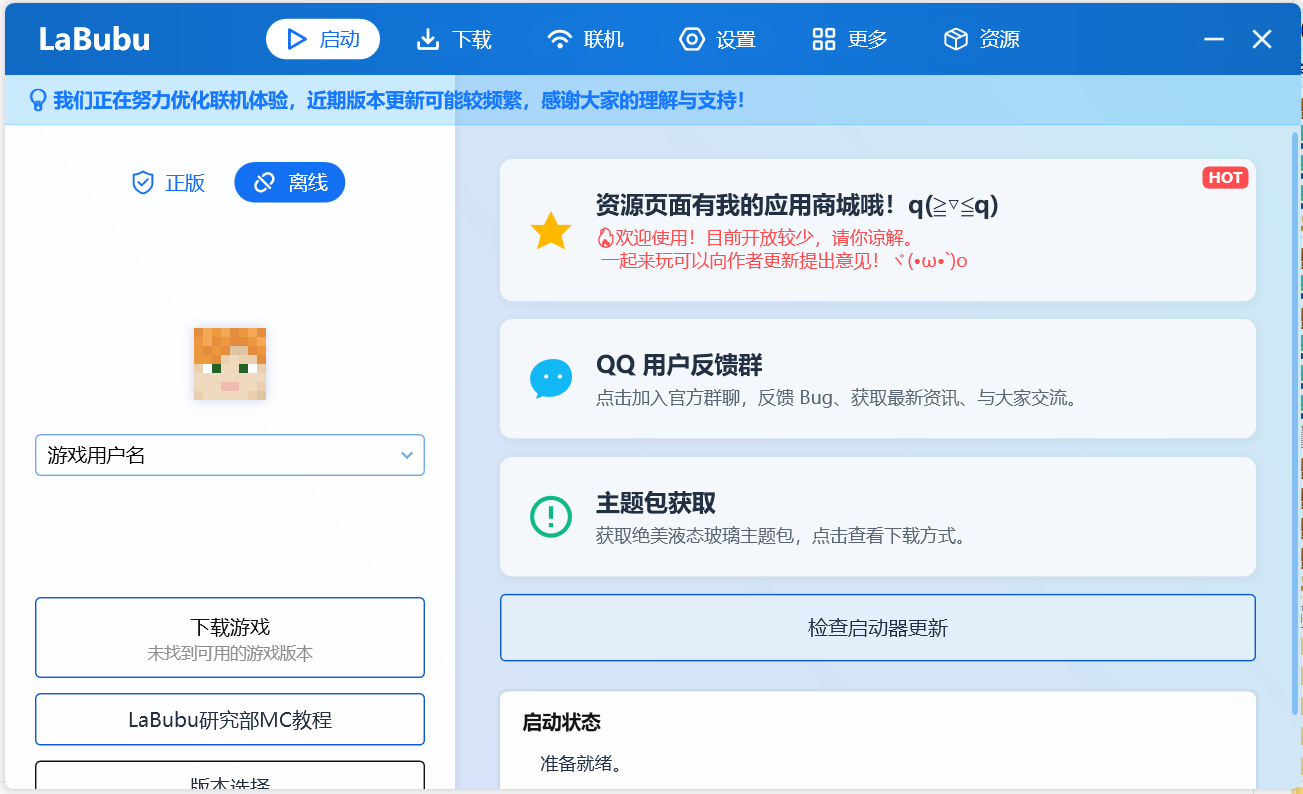 LaBubu
启动
下载
联机
设置
更多
资源
我们正在努力优化联机体验，近期版本更新可能较频繁，感谢大家的理解与支持！
正版
离线
游戏用户名
下载游戏
未找到可用的游戏版本
LaBubu研究部MC教程
版本选择
HOT
资源页面有我的应用商城哦！q(≧▿≦q)
🔥欢迎使用！目前开放较少，请你谅解。
一起来玩可以向作者更新提出意见！ヾ(•ω•`)o
QQ 用户反馈群
点击加入官方群聊，反馈 Bug、获取最新资讯、与大家交流。
主题包获取
获取绝美液态玻璃主题包，点击查看下载方式。
检查启动器更新
启动状态
准备就绪。